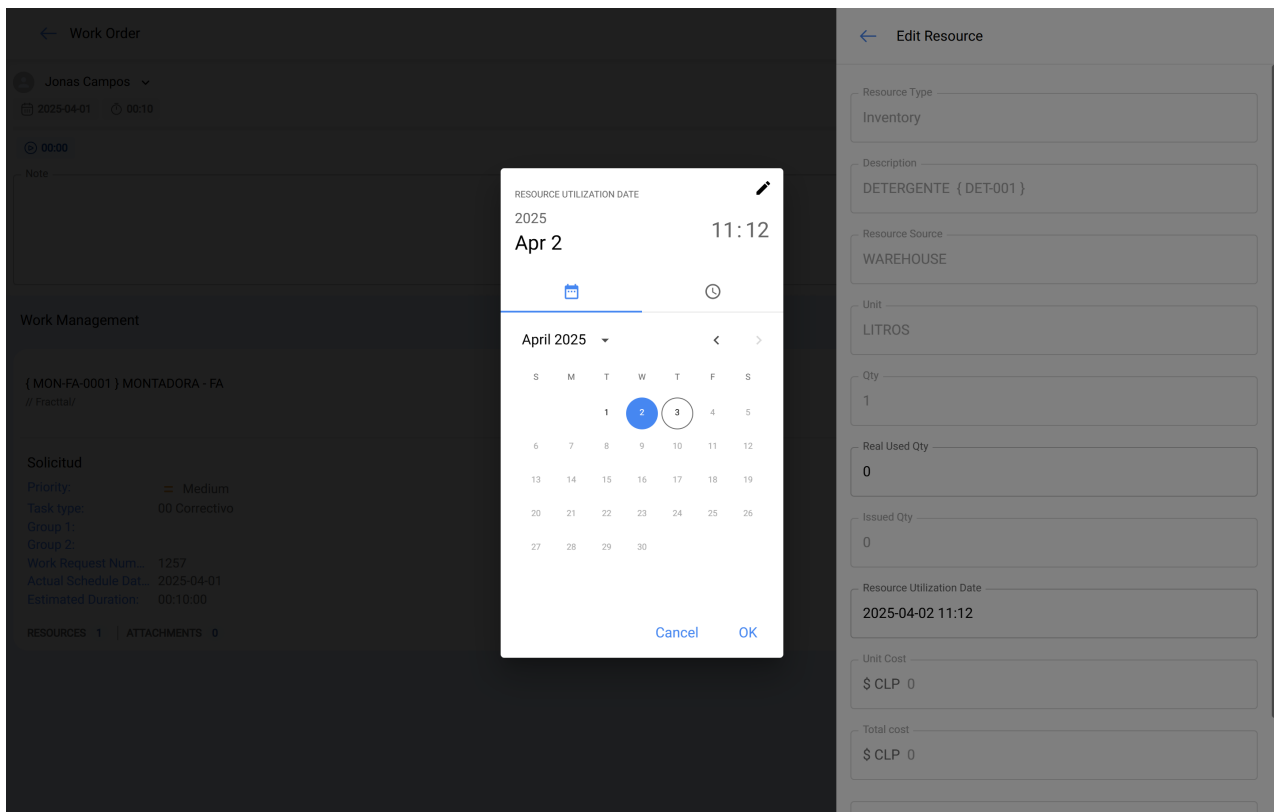 Work Order
Jonas Campos
2025-04-01 00:10
00:00
Note
Work Management
{ MON-FA-0001 } MONTADORA - FA
// Fracttal/
Solicitud
Priority: Medium
Task type: 00 Correctivo
Group 1:
Group 2:
Work Request Num... 1257
Actual Schedule Dat... 2025-04-01
Estimated Duration: 00:10:00
RESOURCES 1 | ATTACHMENTS 0
RESOURCE UTILIZATION DATE
2025
Apr 2
11:12
April 2025
S M T W T F S
1 2 3 4 5
6 7 8 9 10 11 12
13 14 15 16 17 18 19
20 21 22 23 24 25 26
27 28 29 30
Cancel OK
Edit Resource
Resource Type
Inventory
Description
DETERGENTE { DET-001 }
Resource Source
WAREHOUSE
Unit
LITROS
Qty
1
Real Used Qty
0
Issued Qty
0
Resource Utilization Date
2025-04-02 11:12
Unit Cost
$ CLP 0
Total cost
$ CLP 0